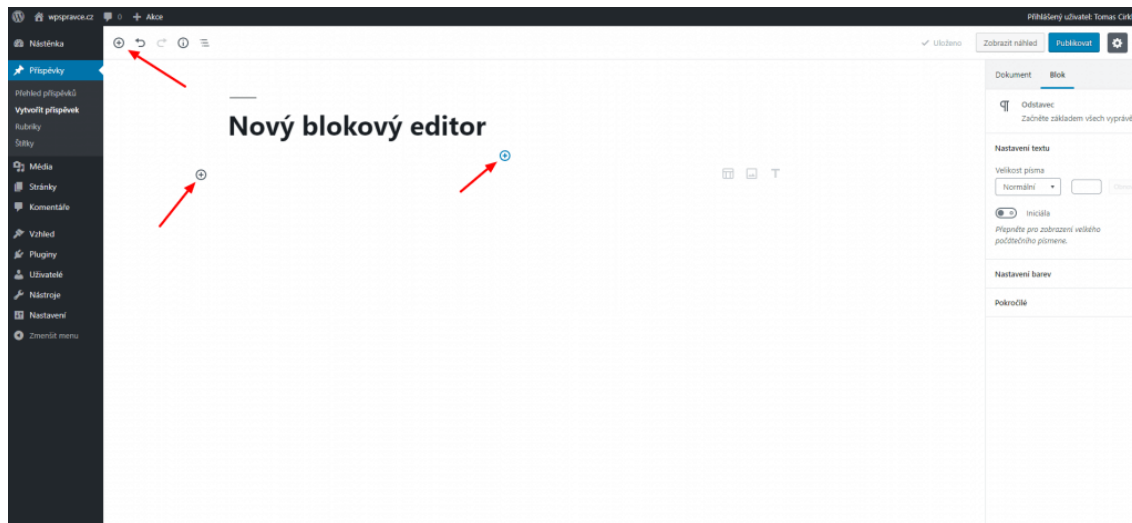 wpspravce.cz
0
Akce
Přihlášený uživatel: Tomas Cirkl
Nástěnka
Příspěvky
Přehled příspěvků
Vytvořit příspěvek
Rubriky
Štítky
Média
Stránky
Komentáře
Vzhled
Pluginy
Uživatelé
Nástroje
Nastavení
Zmenšit menu
Uloženo
Zobrazit náhled
Publikovat
Nový blokový editor
Dokument
Blok
Odstavec
Začněte základem všech vyprávě
Nastavení textu
Velikost písma
Normální
Iniciála
Přepněte pro zobrazení velkého
počátečního písmene.
Nastavení barev
Pokročilé